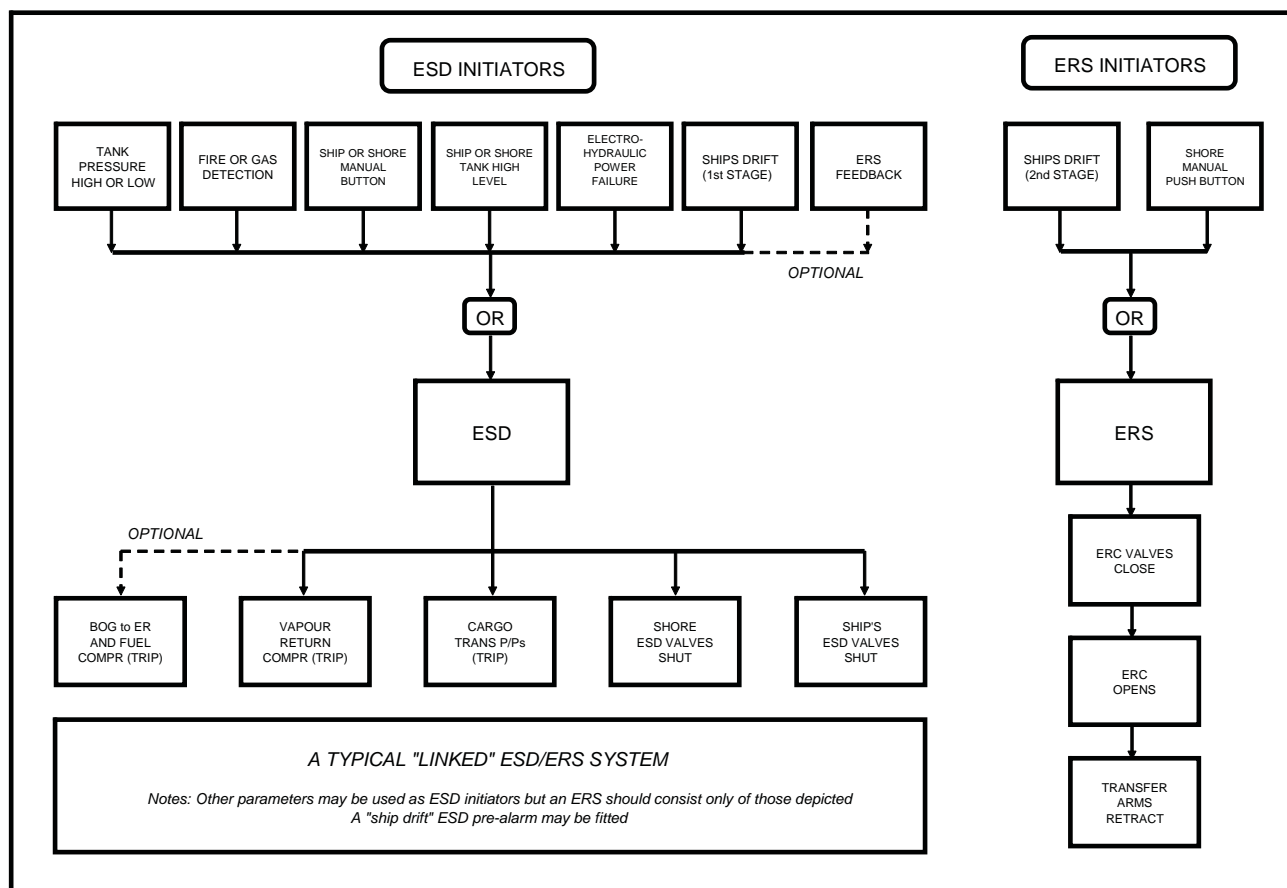 ESD INITIATORS
ERS INITIATORS
TANK
PRESSURE
HIGH OR LOW
FIRE OR GAS
DETECTION
SHIP OR SHORE
MANUAL
BUTTON
SHIP OR SHORE
TANK HIGH
LEVEL
ELECTRO-
HYDRAULIC
POWER
FAILURE
SHIPS DRIFT
(1st STAGE)
ERS
FEEDBACK
SHIPS DRIFT
(2nd STAGE)
SHORE
MANUAL
PUSH BUTTON
OPTIONAL
OR
OR
ESD
ERS
OPTIONAL
ERC VALVES
CLOSE
BOG to ER
AND FUEL
COMPR (TRIP)
VAPOUR
RETURN
COMPR (TRIP)
CARGO
TRANS P/Ps
(TRIP)
SHORE
ESD VALVES
SHUT
SHIP'S
ESD VALVES
SHUT
ERC
OPENS
A TYPICAL "LINKED" ESD/ERS SYSTEM
Notes: Other parameters may be used as ESD initiators but an ERS should consist only of those depicted
A "ship drift" ESD pre-alarm may be fitted
TRANSFER
ARMS
RETRACT